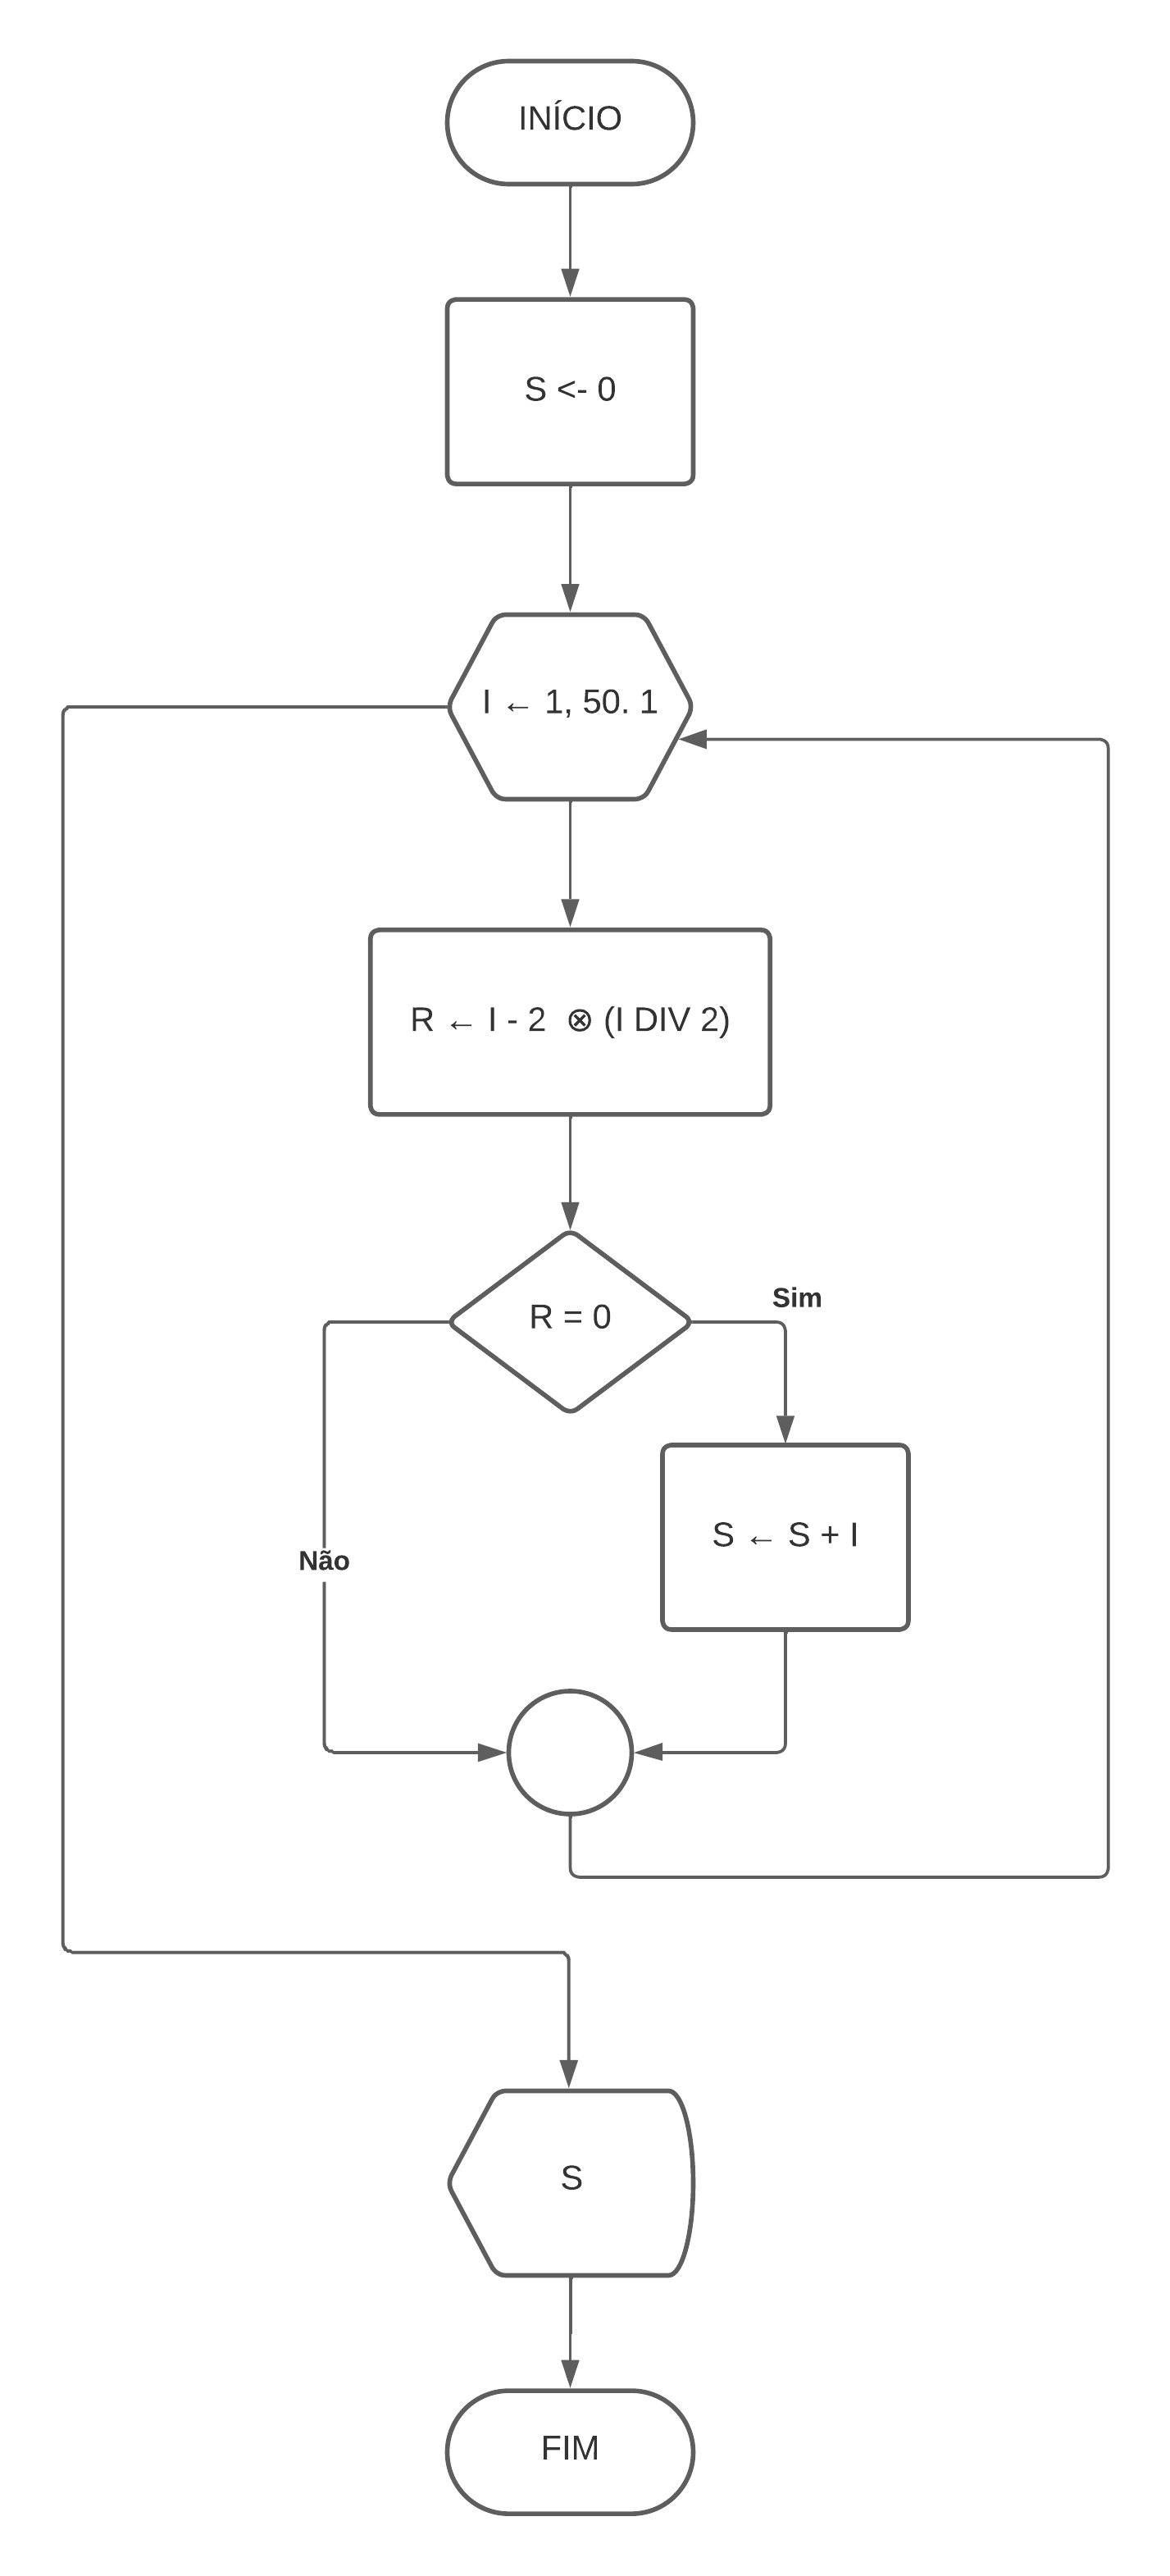 INÍCIO
S <- 0
I ← 1, 50. 1
R ← I - 2 ⊗ (I DIV 2)
R = 0
Sim
S ← S + I
Não
S
FIM